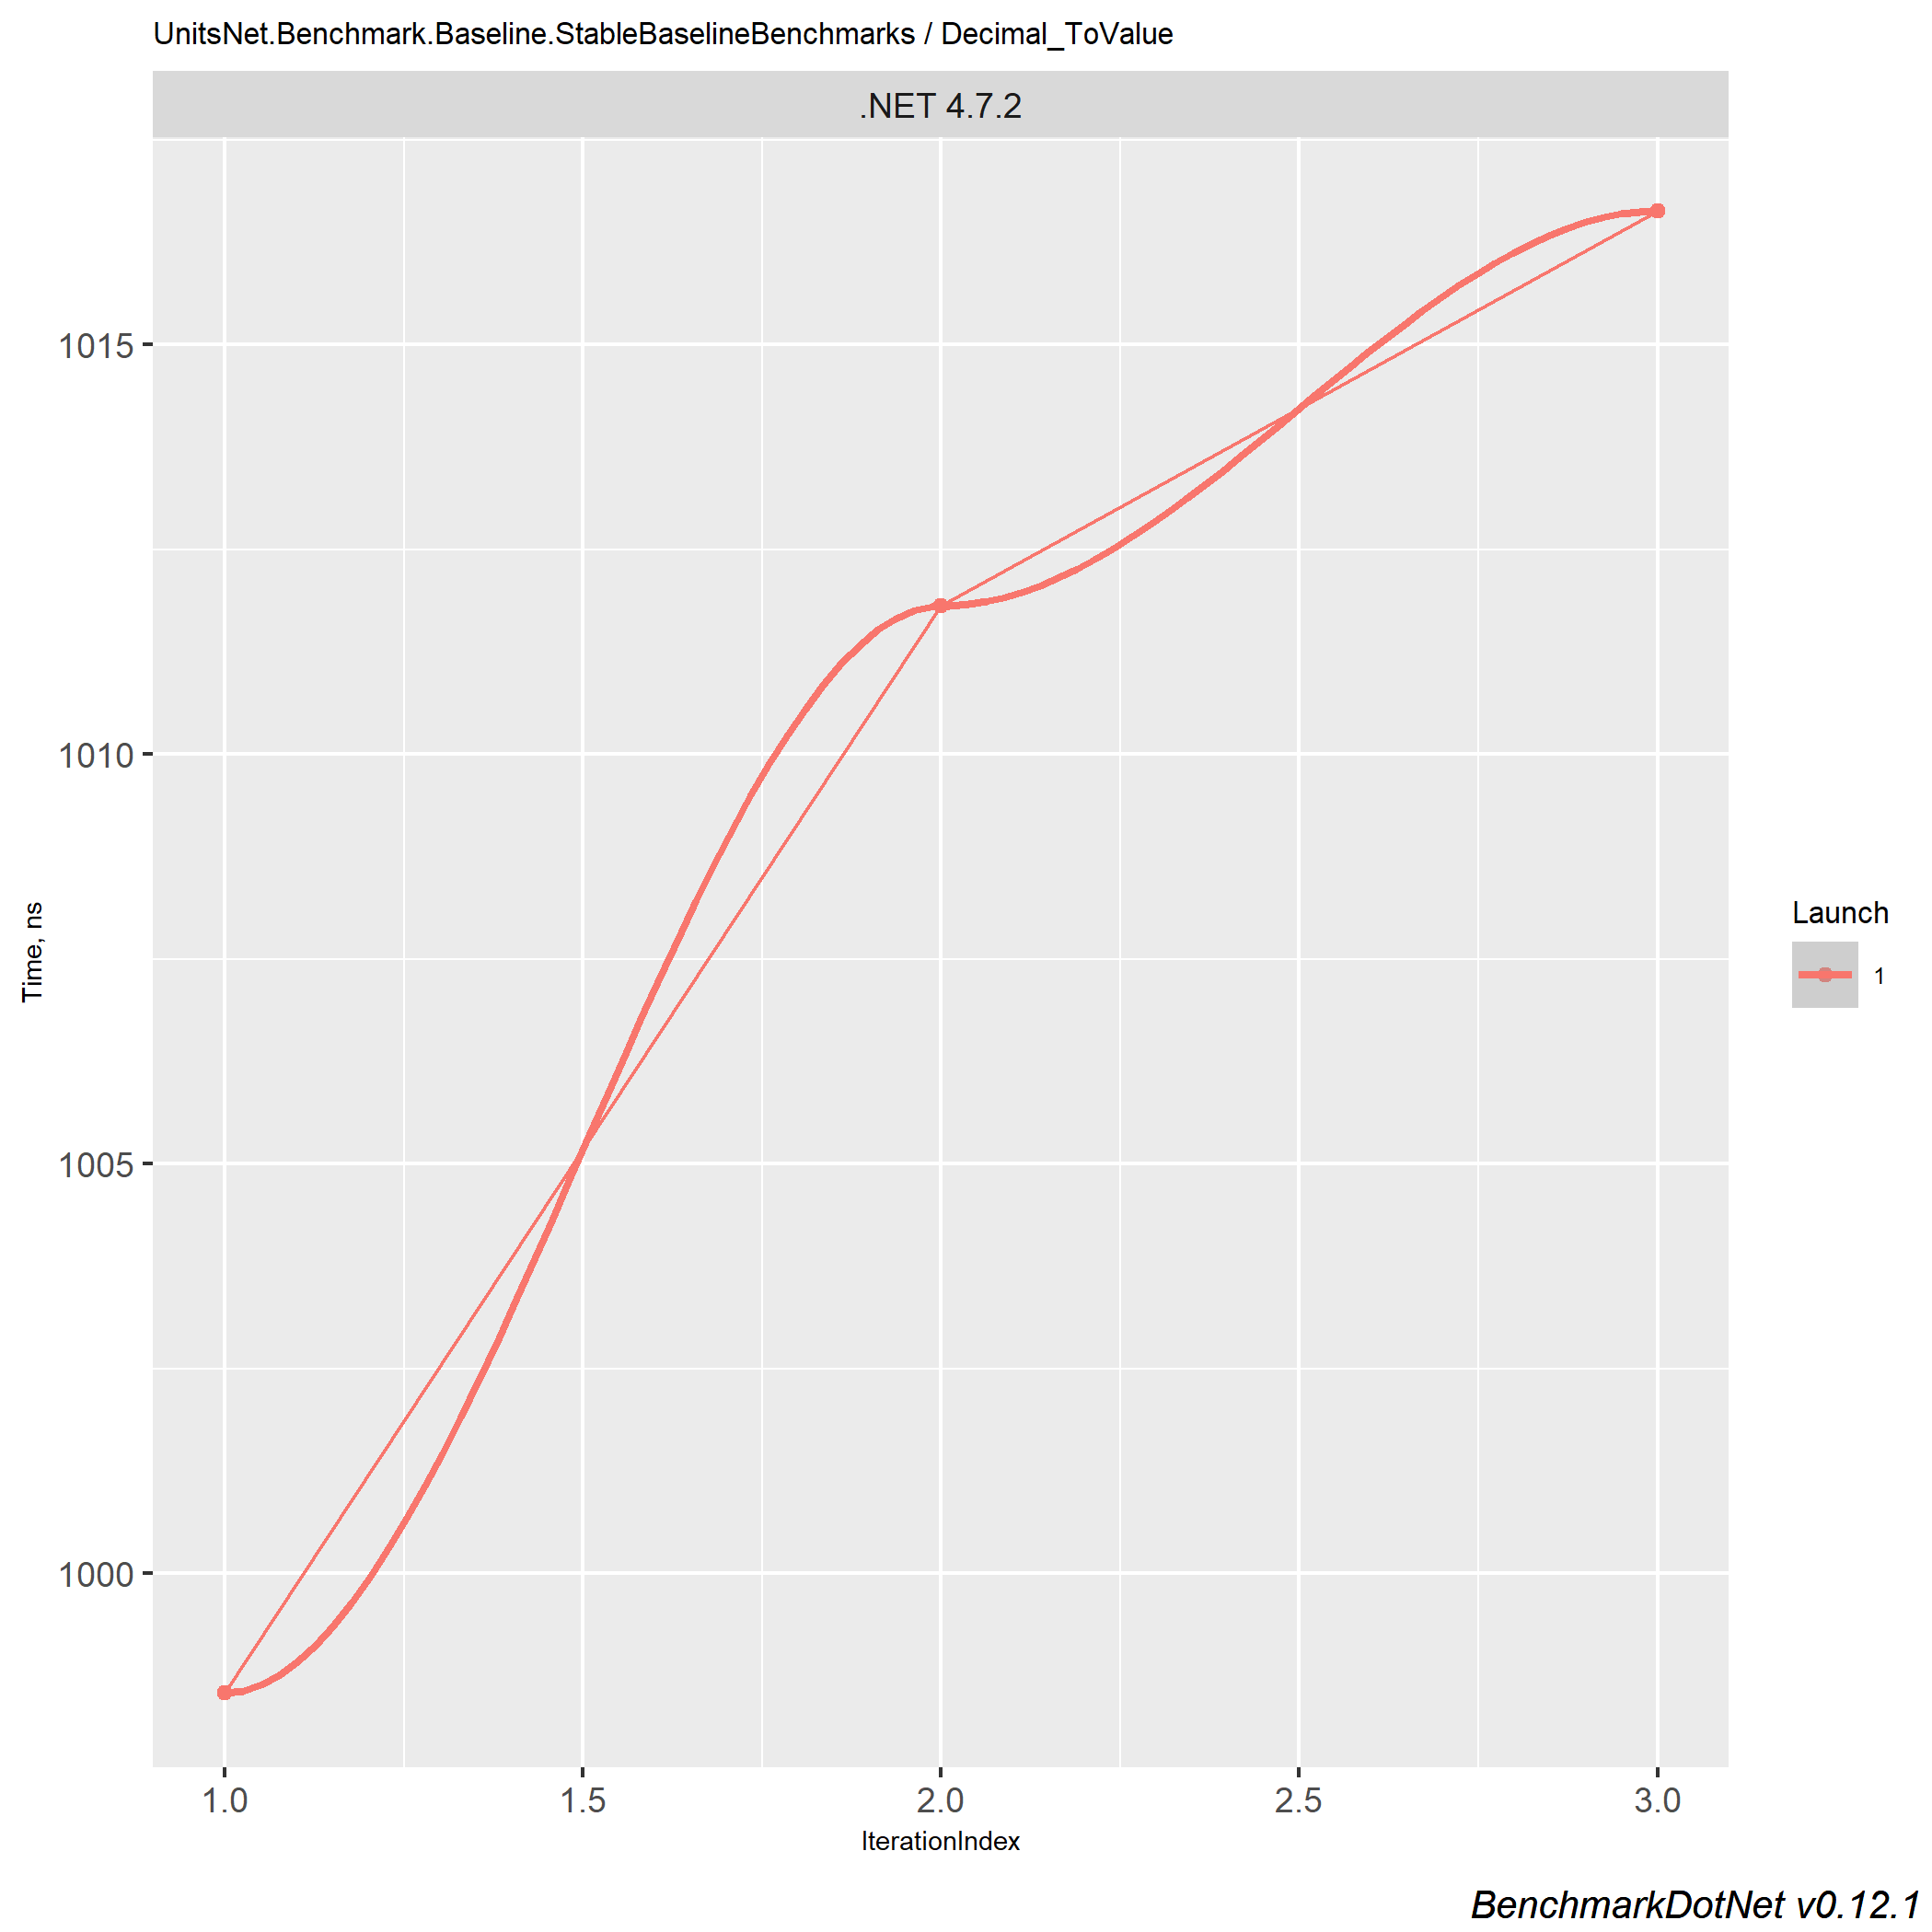 UnitsNet.Benchmark.Baseline.StableBaselineBenchmarks / Decimal_ToValue
.NET 4.7.2
1015
1010
1005
1000
Time, ns
1.0 1.5 2.0 2.5 3.0
IterationIndex
Launch
1
BenchmarkDotNet v0.12.1